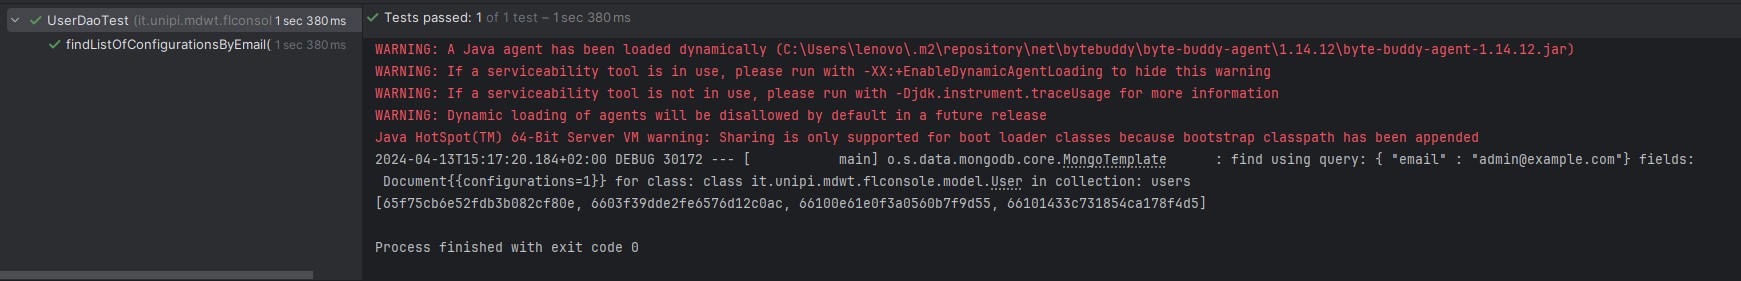 UserDaoTest (it.unipi.mdwt.flconsol 1 sec 380 ms
findListOfConfigurationsByEmail( 1 sec 380 ms
Tests passed: 1 of 1 test – 1 sec 380 ms
WARNING: A Java agent has been loaded dynamically (C:\Users\lenovo\.m2\repository\net\bytebuddy\byte-buddy-agent\1.14.12\byte-buddy-agent-1.14.12.jar)
WARNING: If a serviceability tool is in use, please run with -XX:+EnableDynamicAgentLoading to hide this warning
WARNING: If a serviceability tool is not in use, please run with -Djdk.instrument.traceUsage for more information
WARNING: Dynamic loading of agents will be disallowed by default in a future release
Java HotSpot(TM) 64-Bit Server VM warning: Sharing is only supported for boot loader classes because bootstrap classpath has been appended
2024-04-13T15:17:20.184+02:00 DEBUG 30172 --- [           main] o.s.data.mongodb.core.MongoTemplate      : find using query: { "email" : "admin@example.com"} fields:
Document{{configurations=1}} for class: class it.unipi.mdwt.flconsole.model.User in collection: users
[65f75cb6e52fdb3b082cf80e, 6603f39dde2fe6576d12c0ac, 66100e61e0f3a0560b7f9d55, 66101433c731854ca178f4d5]
Process finished with exit code 0